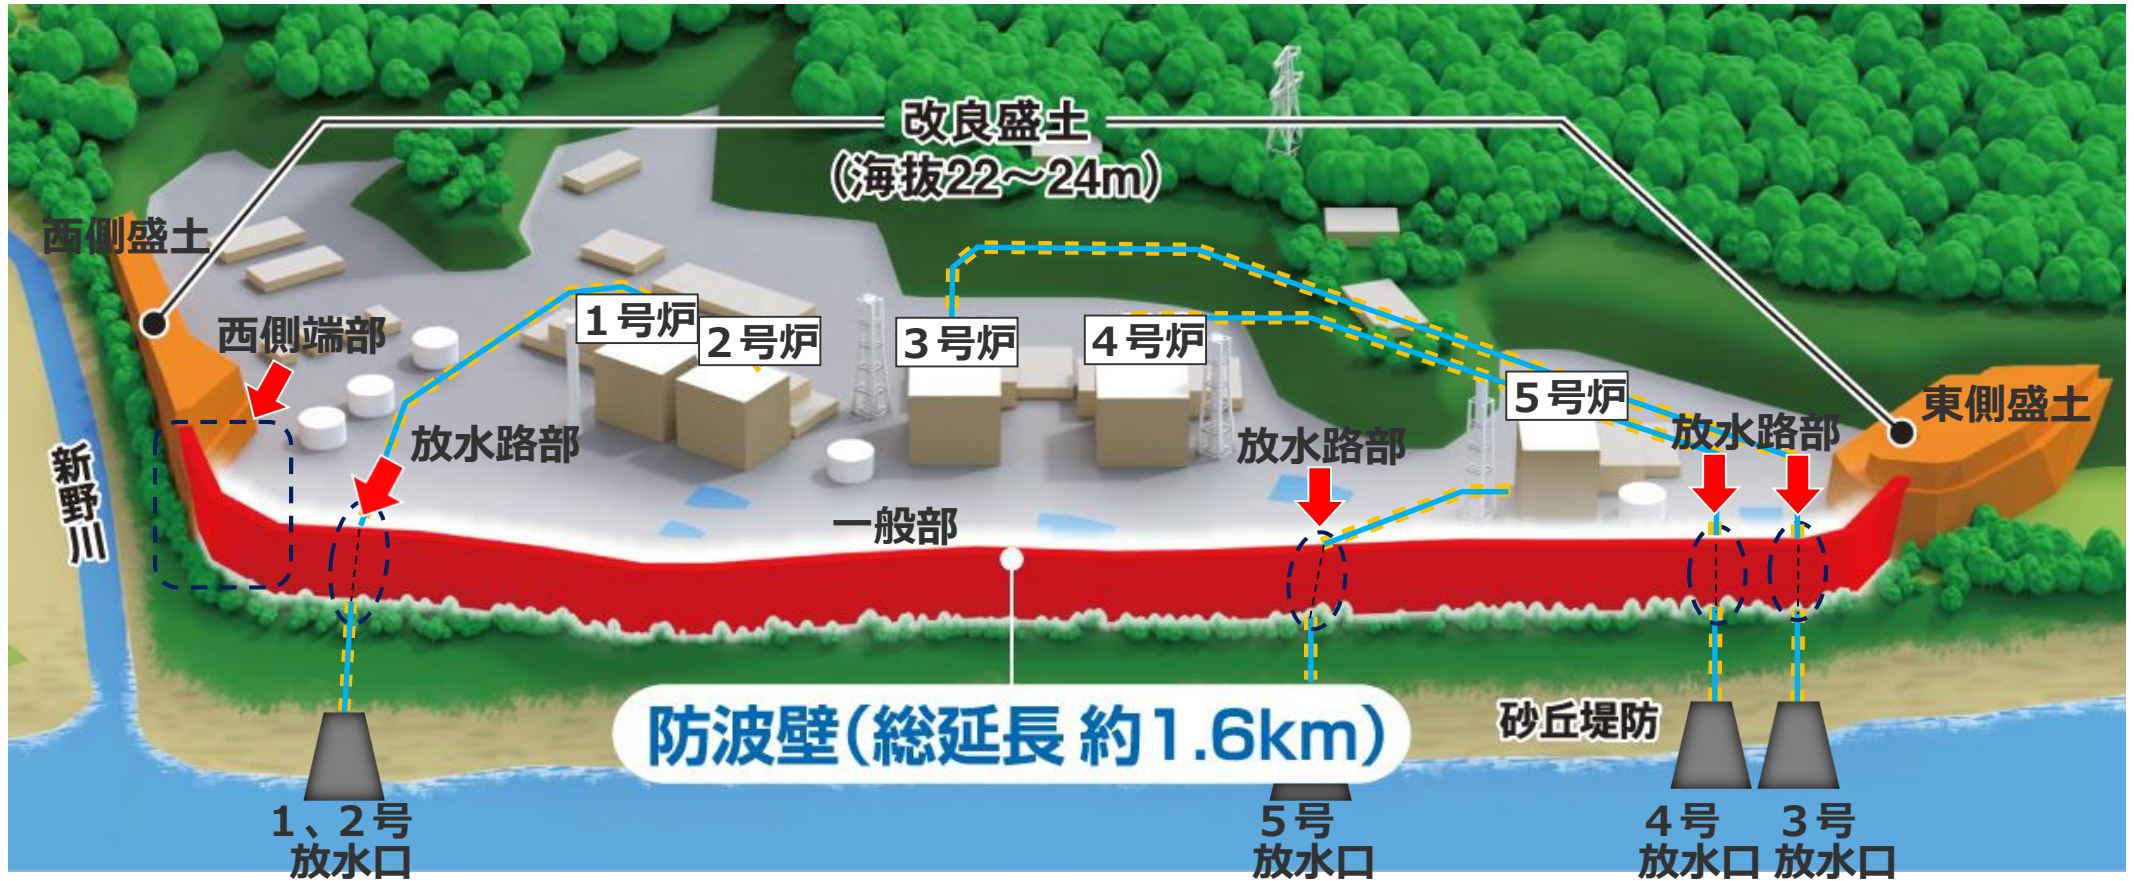 改良盛土
(海抜22～24m)
西側盛土
西側端部
１号炉
２号炉
３号炉
４号炉
５号炉
東側盛土
放水路部
放水路部
放水路部
新野川
一般部
防波壁(総延長 約1.6km)
砂丘堤防
１、２号
放水口
５号
放水口
４号
放水口
３号
放水口